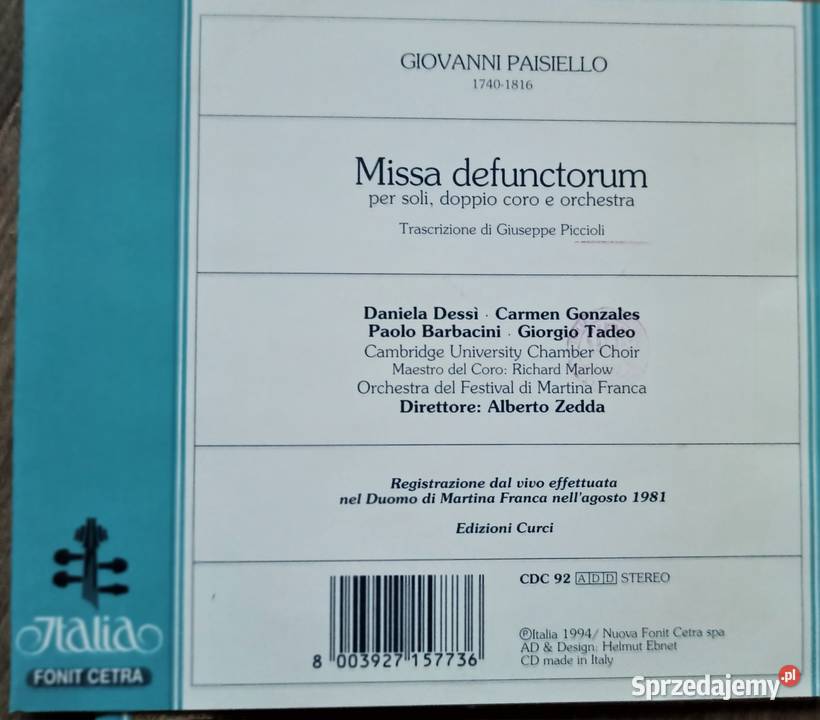 GIOVANNI PAISIELLO
1740-1816
Missa defunctorum
per soli, doppio coro e orchestra
Trascrizione di Giuseppe Piccioli
Daniela Dessì · Carmen Gonzales
Paolo Barbacini · Giorgio Tadeo
Cambridge University Chamber Choir
Maestro del Coro: Richard Marlow
Orchestra del Festival di Martina Franca
Direttore: Alberto Zedda
Registrazione dal vivo effettuata
nel Duomo di Martina Franca nell'agosto 1981
Edizioni Curci
CDC 92 ADD STEREO
℗Italia 1994/ Nuova Fonit Cetra spa
AD & Design: Helmut Ebnet
CD made in Italy
8 003927 157736
Italia
FONIT CETRA
Sprzedajemy.pl